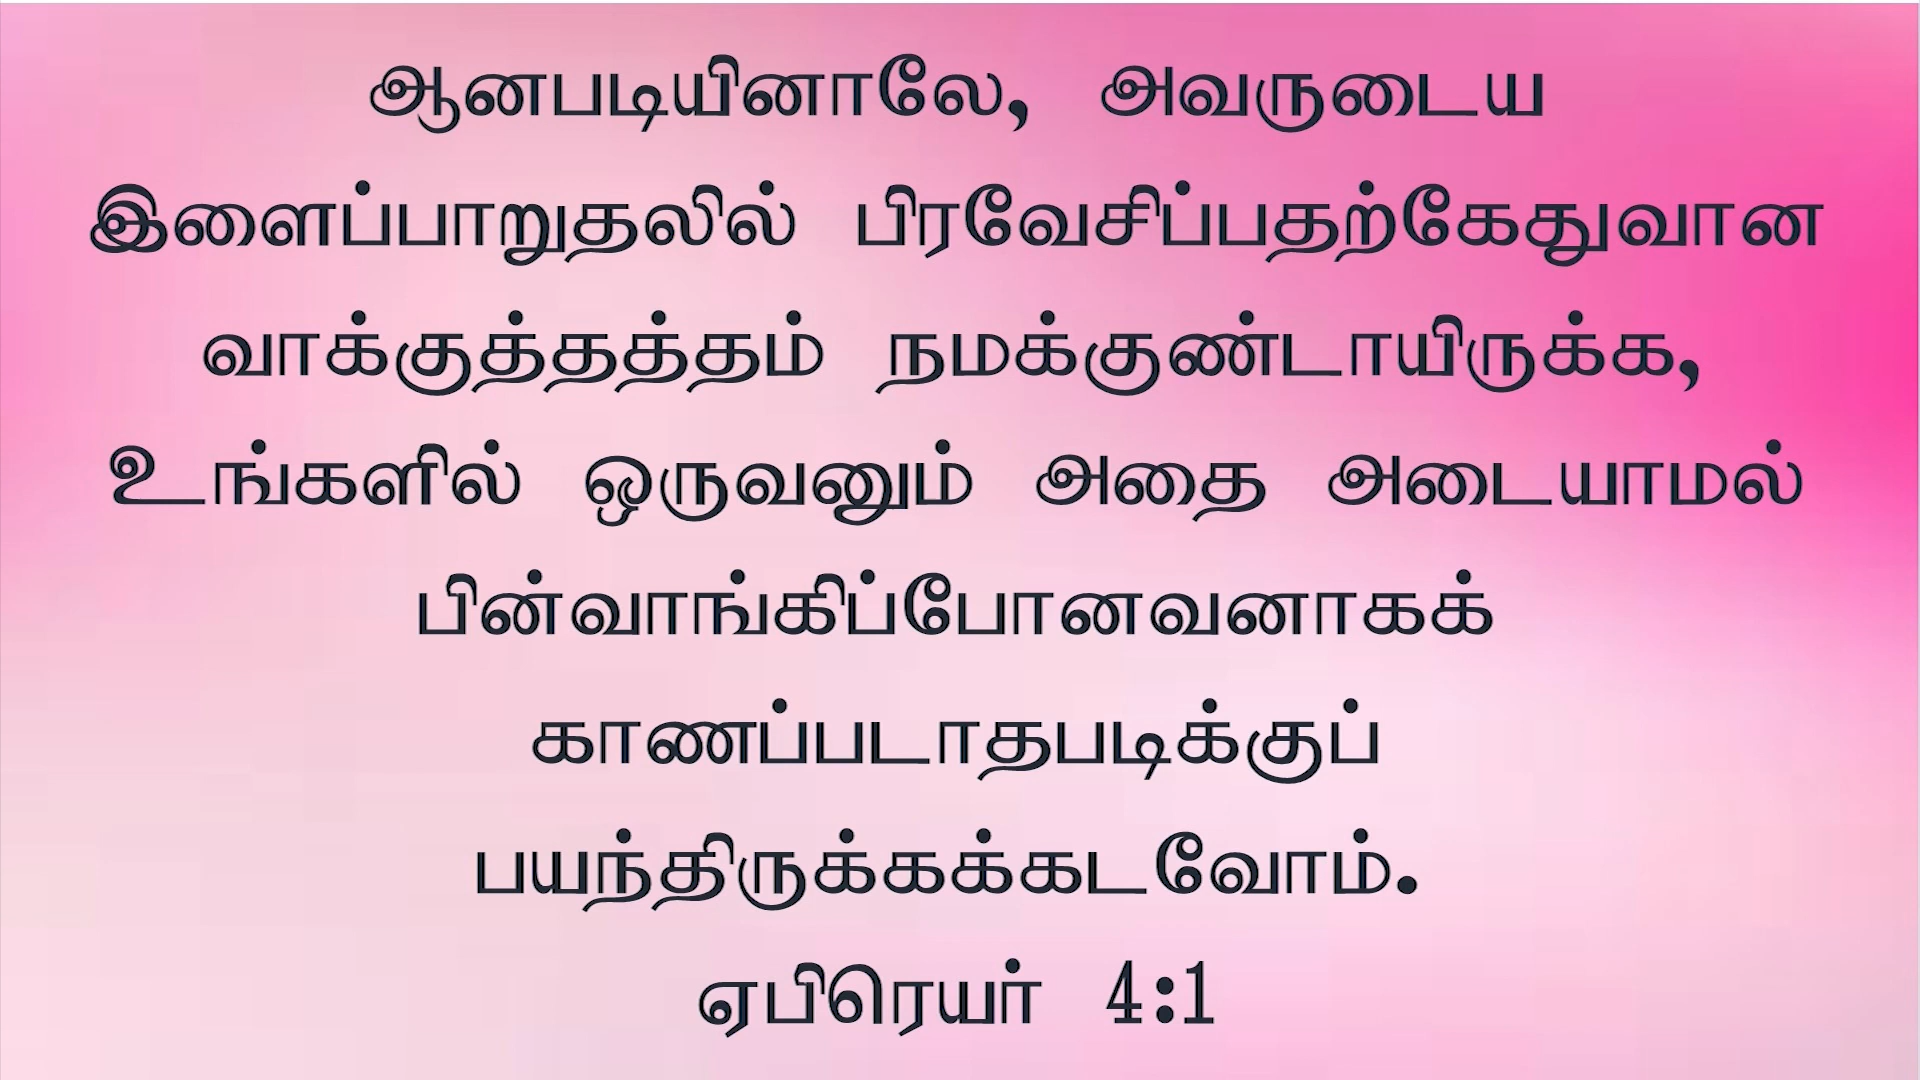 ஆனபடியினாலே, அவருடைய
இளைப்பாறுதலில் பிரவேசிப்பதற்கேதுவான
வாக்குத்தத்தம் நமக்குண்டாயிருக்க,
உங்களில் ஒருவனும் அதை அடையாமல்
பின்வாங்கிப்போனவனாகக்
காணப்படாதபடிக்குப்
பயந்திருக்கக்கடவோம்.
ஏபிரெயர் 4:1